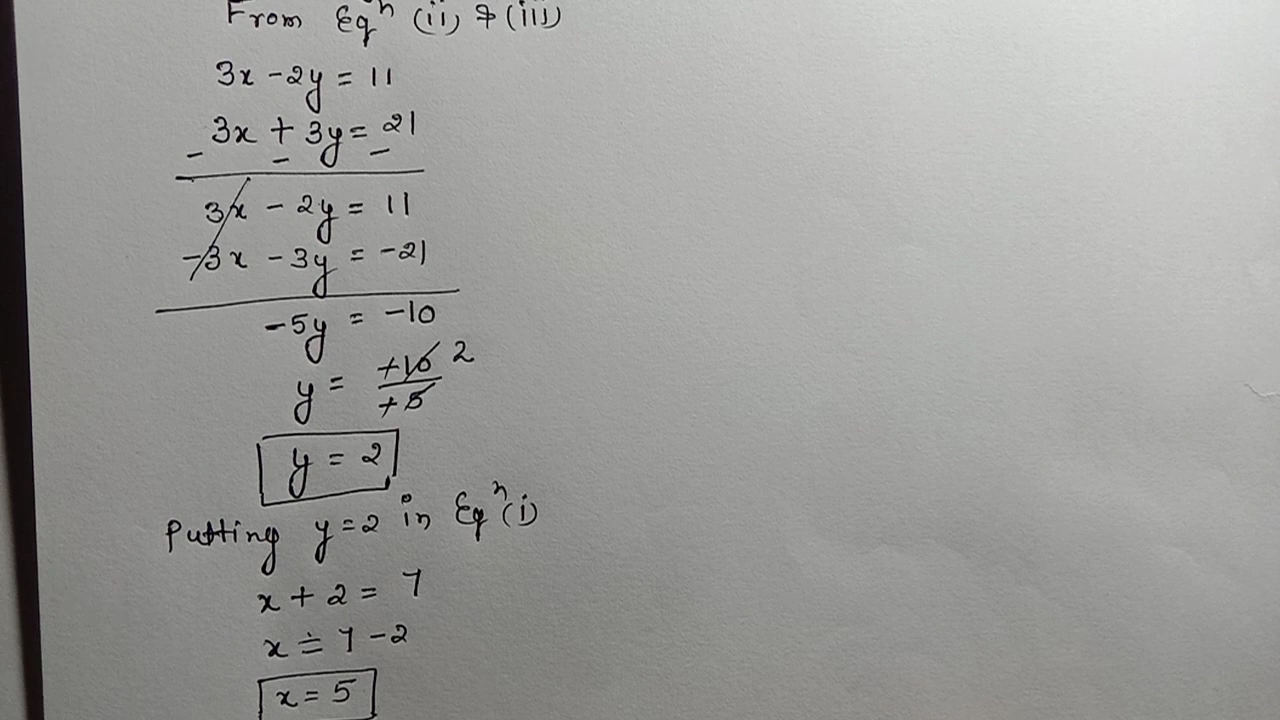 From Eqⁿ (ii) & (iii)
3x - 2y = 11
3x + 3y = 21
- - -
3x - 2y = 11
-3x - 3y = -21
-5y = -10
y = +10/+5 2
y = 2
Putting y=2 in Eqⁿ(i)
x + 2 = 7
x = 7 - 2
x = 5